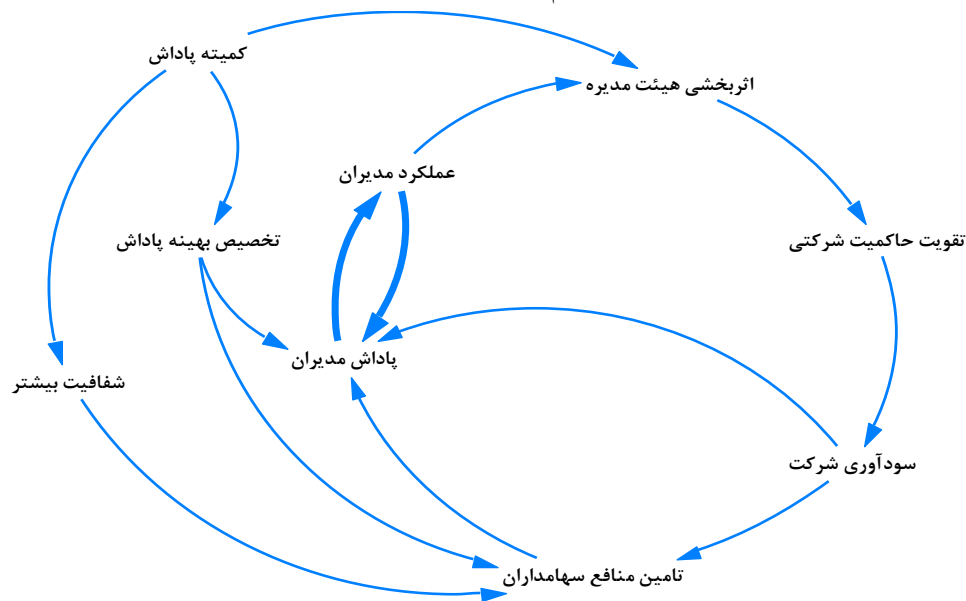 کمیته پاداش
اثربخشی هیئت مدیره
عملکرد مدیران
تخصیص بهینه پاداش
تقویت حاکمیت شرکتی
پاداش مدیران
شفافیت بیشتر
سودآوری شرکت
تامین منافع سهامداران